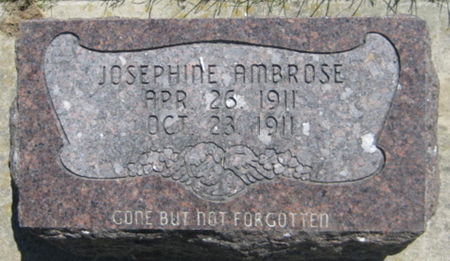 JOSEPHINE AMBROSE
APR. 26 1911
OCT. 23, 1911
GONE BUT NOT FORGOTTEN